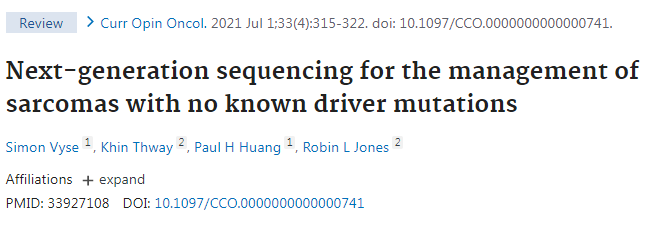 Review > Curr Opin Oncol. 2021 Jul 1;33(4):315-322. doi: 10.1097/CCO.0000000000000741.
Next-generation sequencing for the management of
sarcomas with no known driver mutations
Simon Vyse 1, Khin Thway 2, Paul H Huang 1, Robin L Jones 2
Affiliations + expand
PMID: 33927108 DOI: 10.1097/CCO.0000000000000741